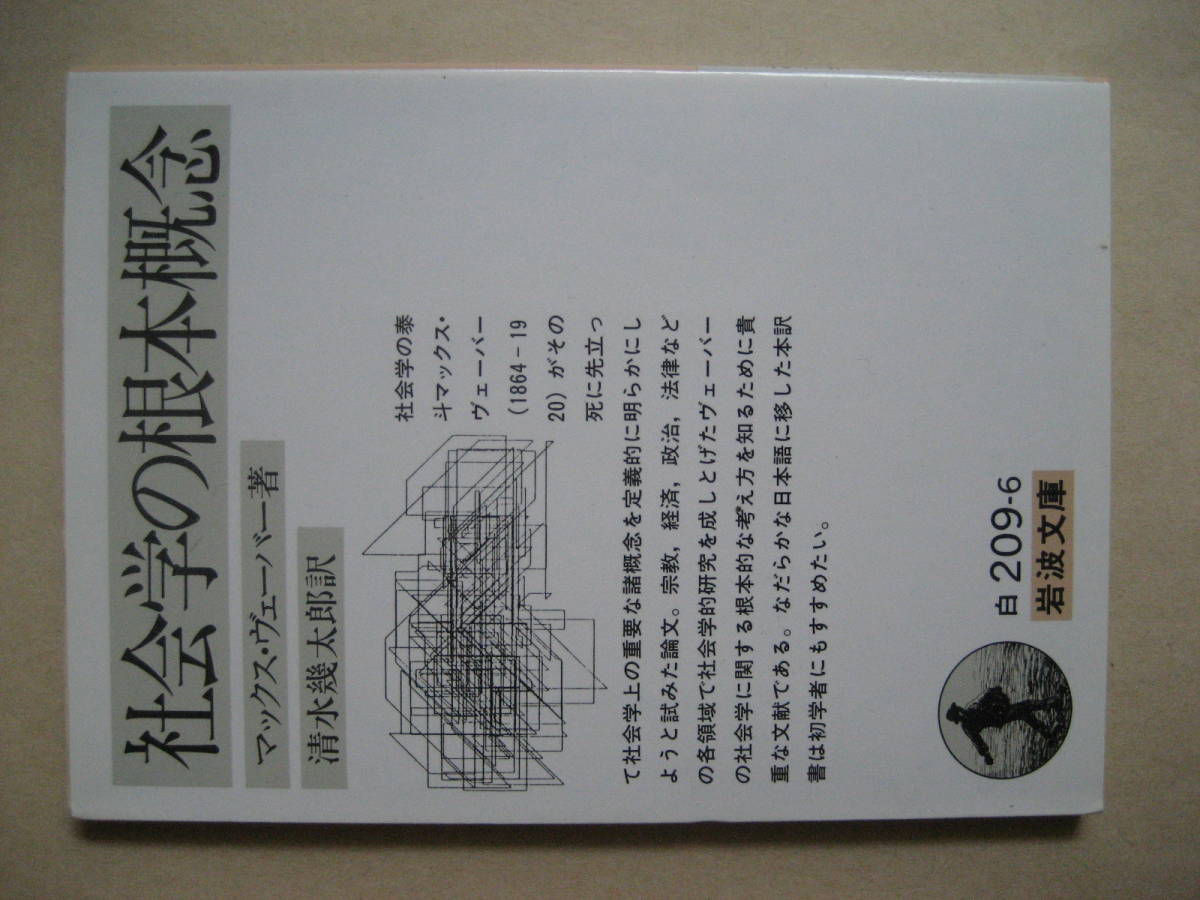 社会学の根本概念
マックス・ヴェーバー著
清水幾太郎訳
社会学の泰
斗マックス・
ヴェーバー
(1864－19
20)がその
死に先立っ
て社会学上の重要な諸概念を定義的に明らかにし
ようと試みた論文。宗教，経済，政治，法律など
の各領域で社会学的研究を成しとげたヴェーバー
の社会学に関する根本的な考え方を知るために貴
重な文献である。なだらかな日本語に移した本訳
書は初学者にもすすめたい。
白209-6
岩波文庫